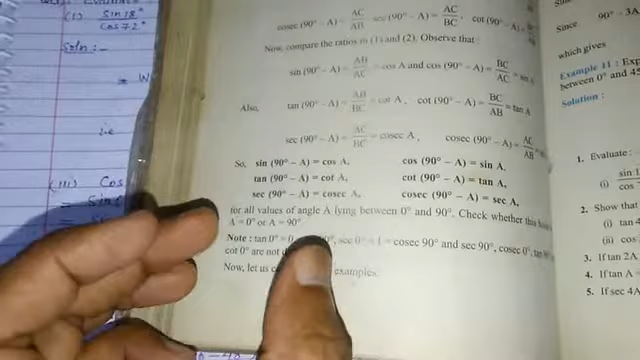 (i) Sin 18°
Cos 72°
Soln:-
= W
i.e
(iii) Cos
cosec (90° − A) = AC/AB, sec (90° − A) = AC/BC, cot (90° − A) =
Now, compare the ratios in (1) and (2). Observe that :
sin (90° − A) = AB/AC = cos A and cos (90° − A) = BC/AC = sin A
Also, tan (90° − A) = AB/BC = cot A, cot (90° − A) = BC/AB = tan A
sec (90° − A) = AC/BC = cosec A, cosec (90° − A) = AC/AB
So, sin (90° − A) = cos A, cos (90° − A) = sin A,
tan (90° − A) = cot A, cot (90° − A) = tan A,
sec (90° − A) = cosec A, cosec (90° − A) = sec A,
for all values of angle A lying between 0° and 90°. Check whether this
A = 0° or A = 90°.
Note : tan 0° = 0 sec 0° = 1 = cosec 90° and sec 90°, cosec 0°,
cot 0° are not
Now, let us examples.
Since 90° − 3A
which gives
Example 11 : Exp
between 0° and 45
Solution :
1. Evaluate :
(i) sin 1
cos
2. Show that
(i) tan 4
(ii) cos
3. If tan 2A
4. If tan A =
5. If sec 4A